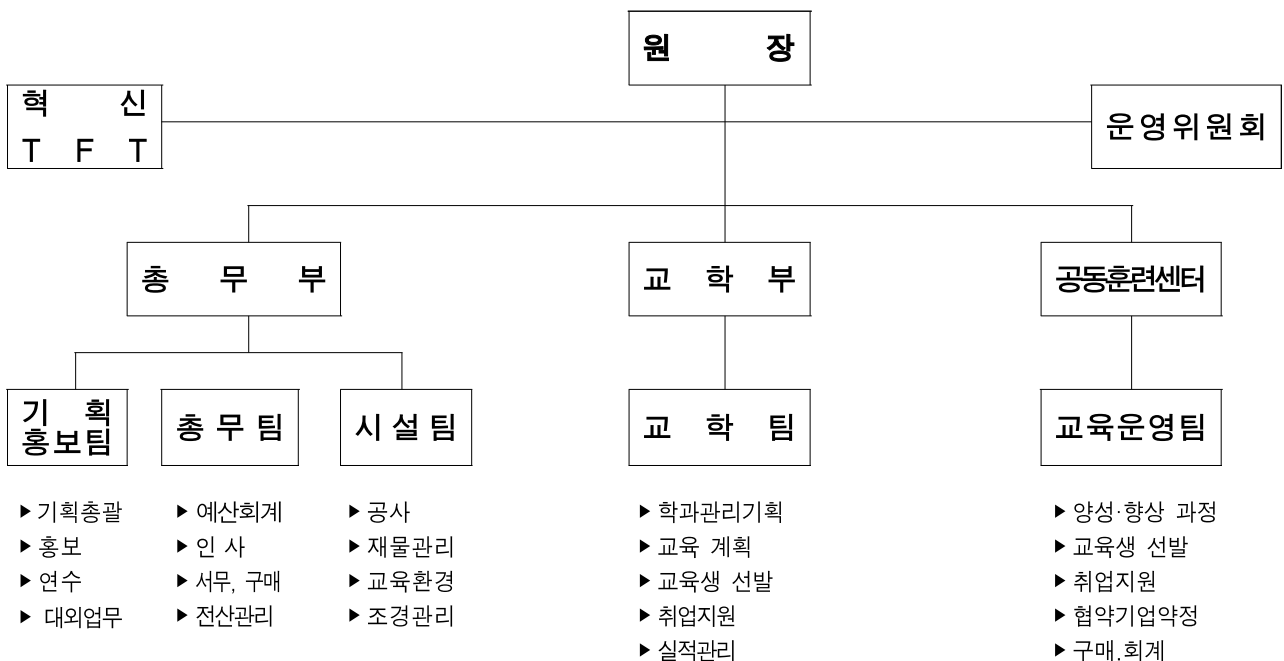 원 장
혁 신
T F T
운영위원회
총 무 부
교 학 부
공동훈련센터
기 획
홍보팀
총 무 팀
시 설 팀
교 학 팀
교육운영팀
▶ 기획총괄
▶ 홍보
▶ 연수
▶ 대외업무
▶ 예산회계
▶ 인 사
▶ 서무, 구매
▶ 전산관리
▶ 공사
▶ 재물관리
▶ 교육환경
▶ 조경관리
▶ 학과관리기획
▶ 교육 계획
▶ 교육생 선발
▶ 취업지원
▶ 실적관리
▶ 양성·향상 과정
▶ 교육생 선발
▶ 취업지원
▶ 협약기업약정
▶ 구매.회계